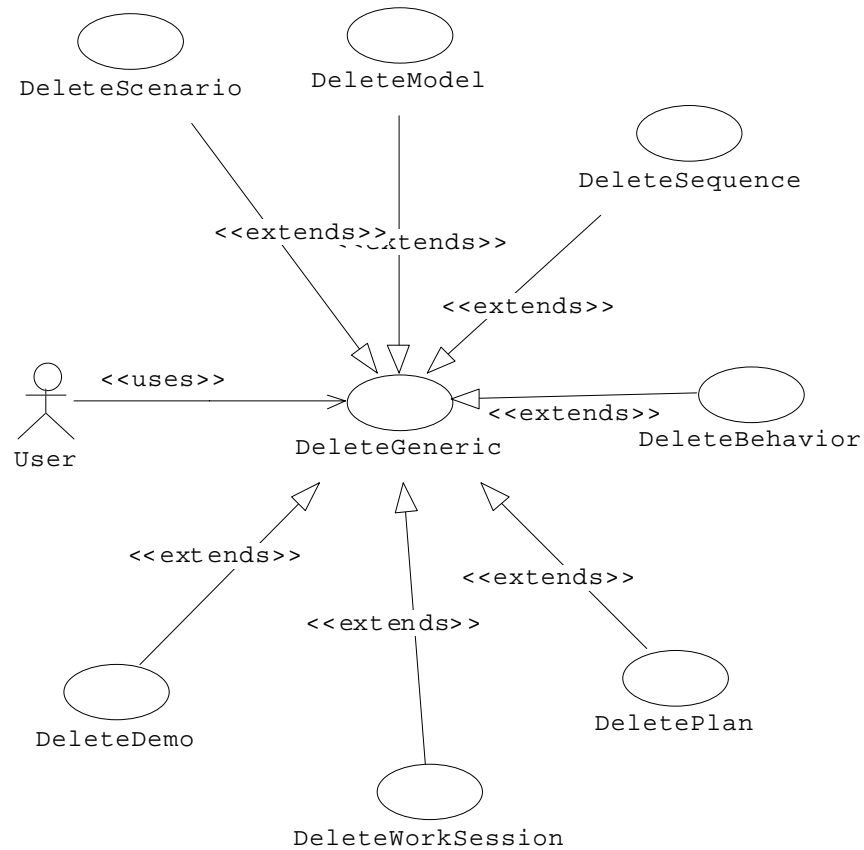 DeleteScenario
DeleteModel
DeleteSequence
<<extends>>
<<extends>>
<<extends>>
<<uses>>
<<extends>>
DeleteGeneric
DeleteBehavior
User
<<extends>>
<<extends>>
<<extends>>
DeleteDemo
DeletePlan
DeleteWorkSession